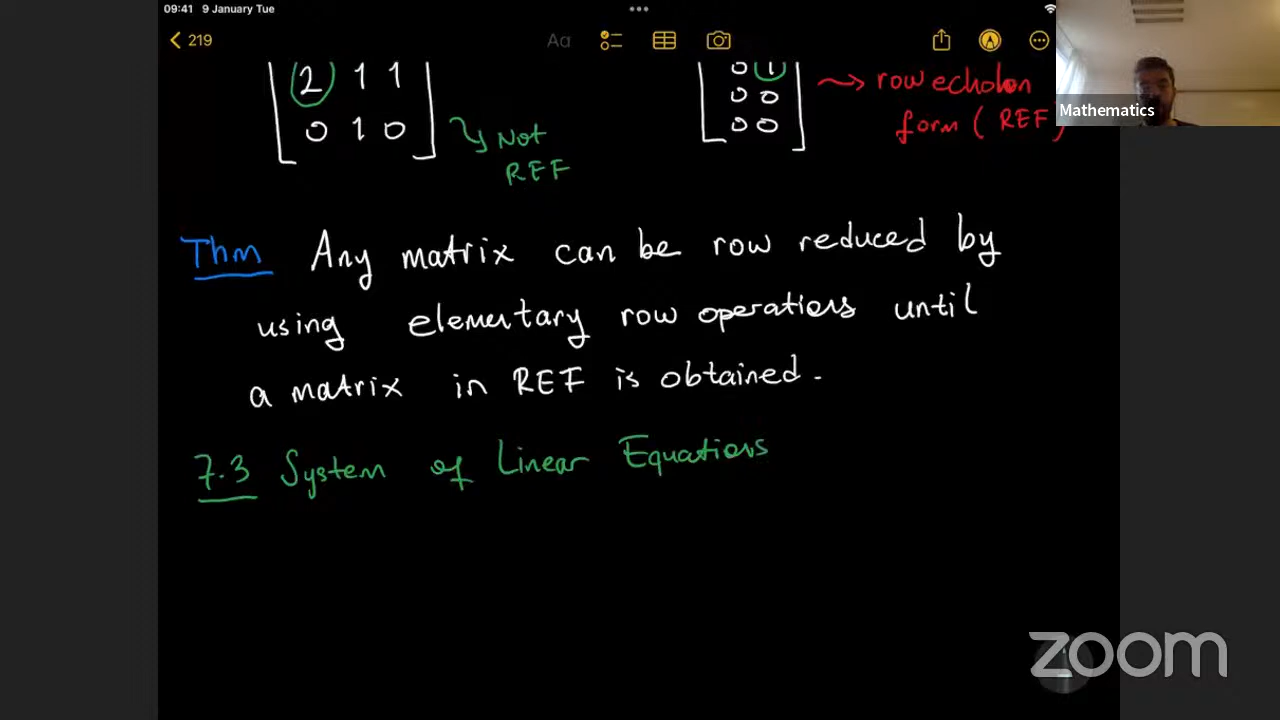 09:41 9 January Tue
219
Aa
2 1 1
0 1 0
Not
REF
0 1
0 0
0 0
row echolon
form ( REF )
Mathematics
Thm Any matrix can be row reduced by
using elementary row operations until
a matrix in REF is obtained.
7.3 System of Linear Equations
zoom